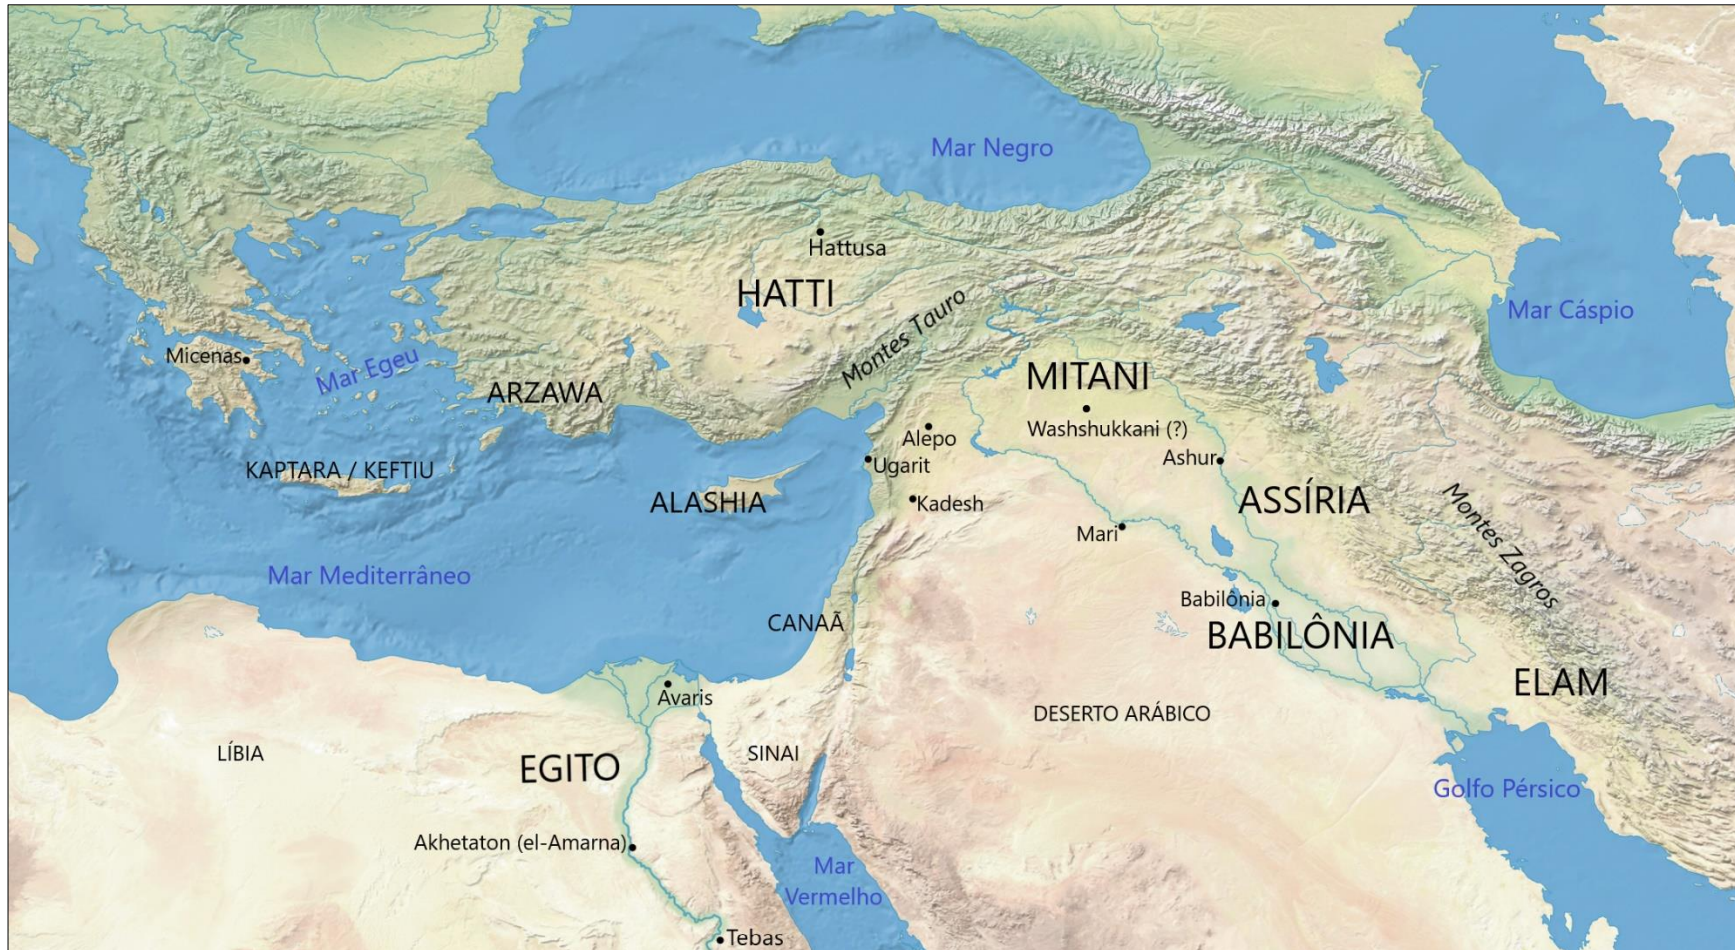 Mar Negro
Hattusa
HATTI
Montes Tauro
Mar Cáspio
Micenas
Mar Egeu
ARZAWA
MITANI
Washshukkani (?)
Alepo
Ashur
KAPTARA / KEFTIU
Ugarit
ALASHIA
Kadesh
ASSÍRIA
Montes Zagros
Mari
Mar Mediterrâneo
Babilônia
CANAÃ
BABILÔNIA
ELAM
Avaris
DESERTO ARÁBICO
LÍBIA
EGITO
SINAI
Golfo Pérsico
Akhetaton (el-Amarna)
Mar
Vermelho
Tebas